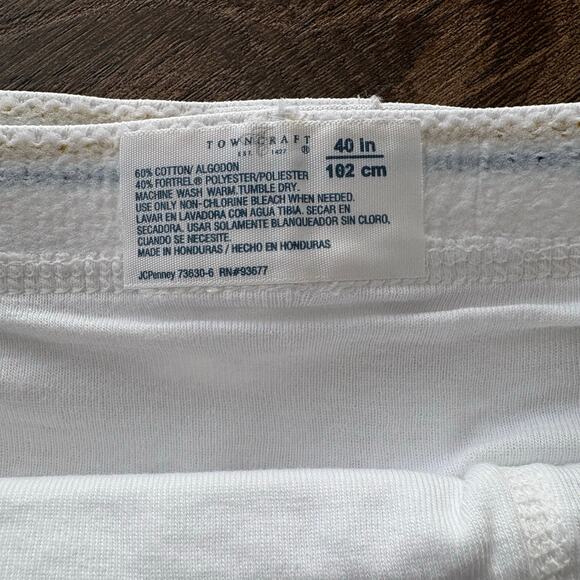 TOWNCRAFT
EST. 1927 ®
40 in
102 cm
60% COTTON/ ALGODON
40% FORTREL® POLYESTER/POLIESTER
MACHINE WASH WARM.TUMBLE DRY.
USE ONLY NON-CHLORINE BLEACH WHEN NEEDED.
LAVAR EN LAVADORA CON AGUA TIBIA. SECAR EN
SECADORA. USAR SOLAMENTE BLANQUEADOR SIN CLORO,
CUANDO SE NECESITE.
MADE IN HONDURAS / HECHO EN HONDURAS
JCPenney 73630-6 RN#93677